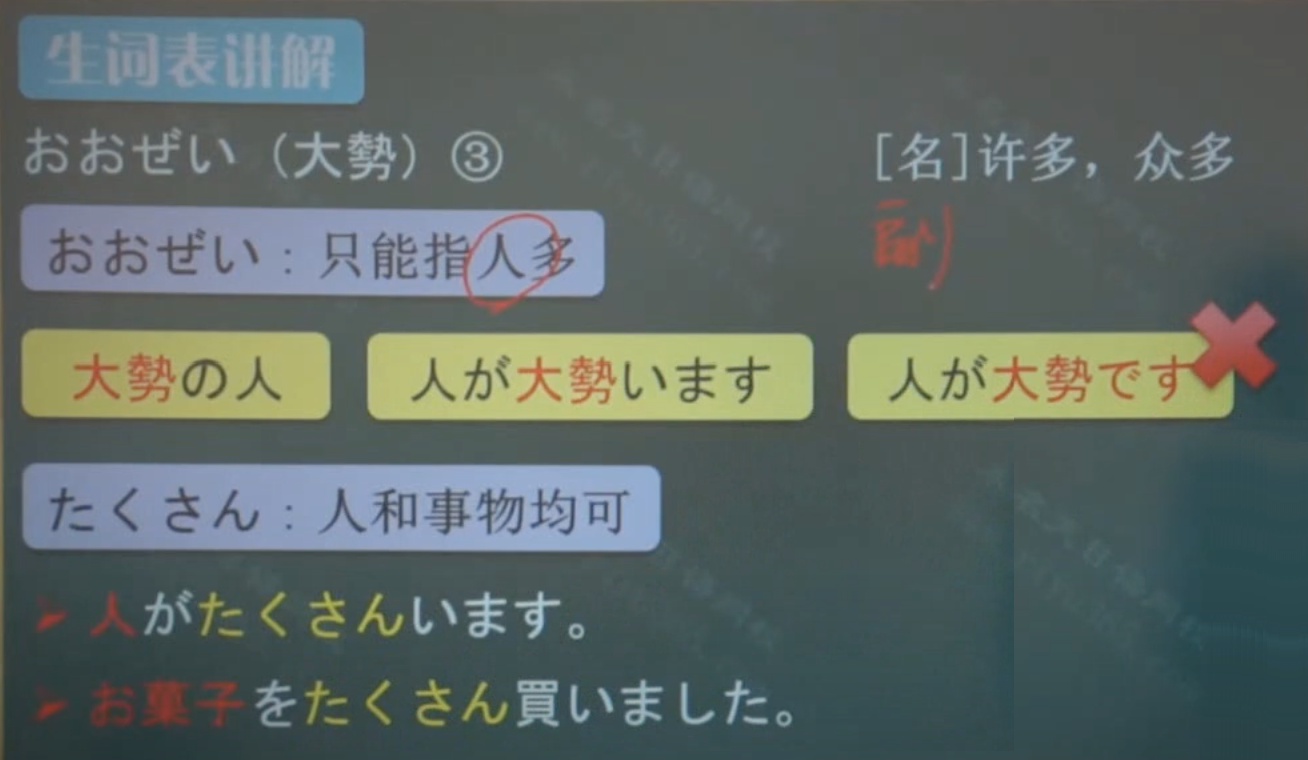 生词表讲解
おおぜい（大勢）③ [名]许多，众多
おおぜい：只能指人多 副
大勢の人 人が大勢います 人が大勢です
たくさん：人和事物均可
➢ 人がたくさんいます。
➢ お菓子をたくさん買いました。